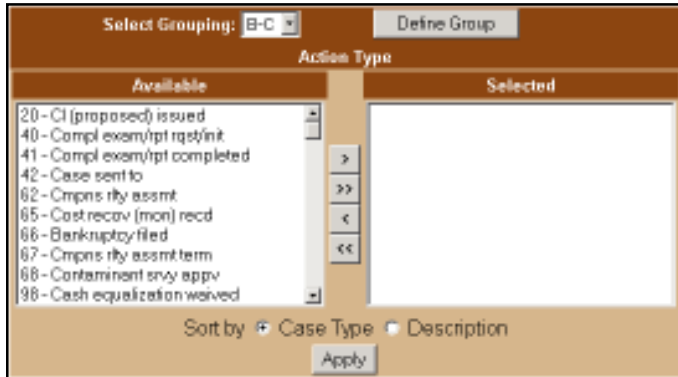 Select Grouping: B-C Define Group
Action Type
Available Selected
20 - CI (proposed) issued
40 - Compl exam/rpt rqst/init
41 - Compl exam/rpt completed
42 - Case sent to
62 - Cmpns rlty assmt
65 - Cost recov (mon) recd
66 - Bankruptcy filed
67 - Cmpns rlty assmt term
68 - Contaminant srvy appv
98 - Cash equalization waived
>
>>
<
<<
Sort by Case Type Description
Apply